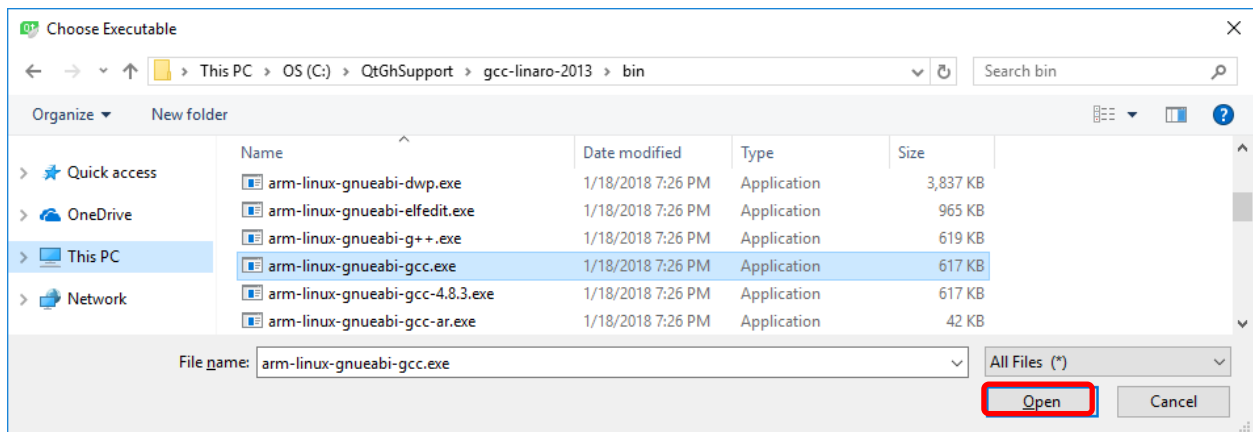 Choose Executable
This PC > OS (C:) > QtGhSupport > gcc-linaro-2013 > bin
Search bin
Organize
New folder
Name Date modified Type Size
Quick access
OneDrive
This PC
Network
arm-linux-gnueabi-dwp.exe 1/18/2018 7:26 PM Application 3,837 KB
arm-linux-gnueabi-elfedit.exe 1/18/2018 7:26 PM Application 965 KB
arm-linux-gnueabi-g++.exe 1/18/2018 7:26 PM Application 619 KB
arm-linux-gnueabi-gcc.exe 1/18/2018 7:26 PM Application 617 KB
arm-linux-gnueabi-gcc-4.8.3.exe 1/18/2018 7:26 PM Application 617 KB
arm-linux-gnueabi-gcc-ar.exe 1/18/2018 7:26 PM Application 42 KB
File name: arm-linux-gnueabi-gcc.exe
All Files (*)
Open
Cancel